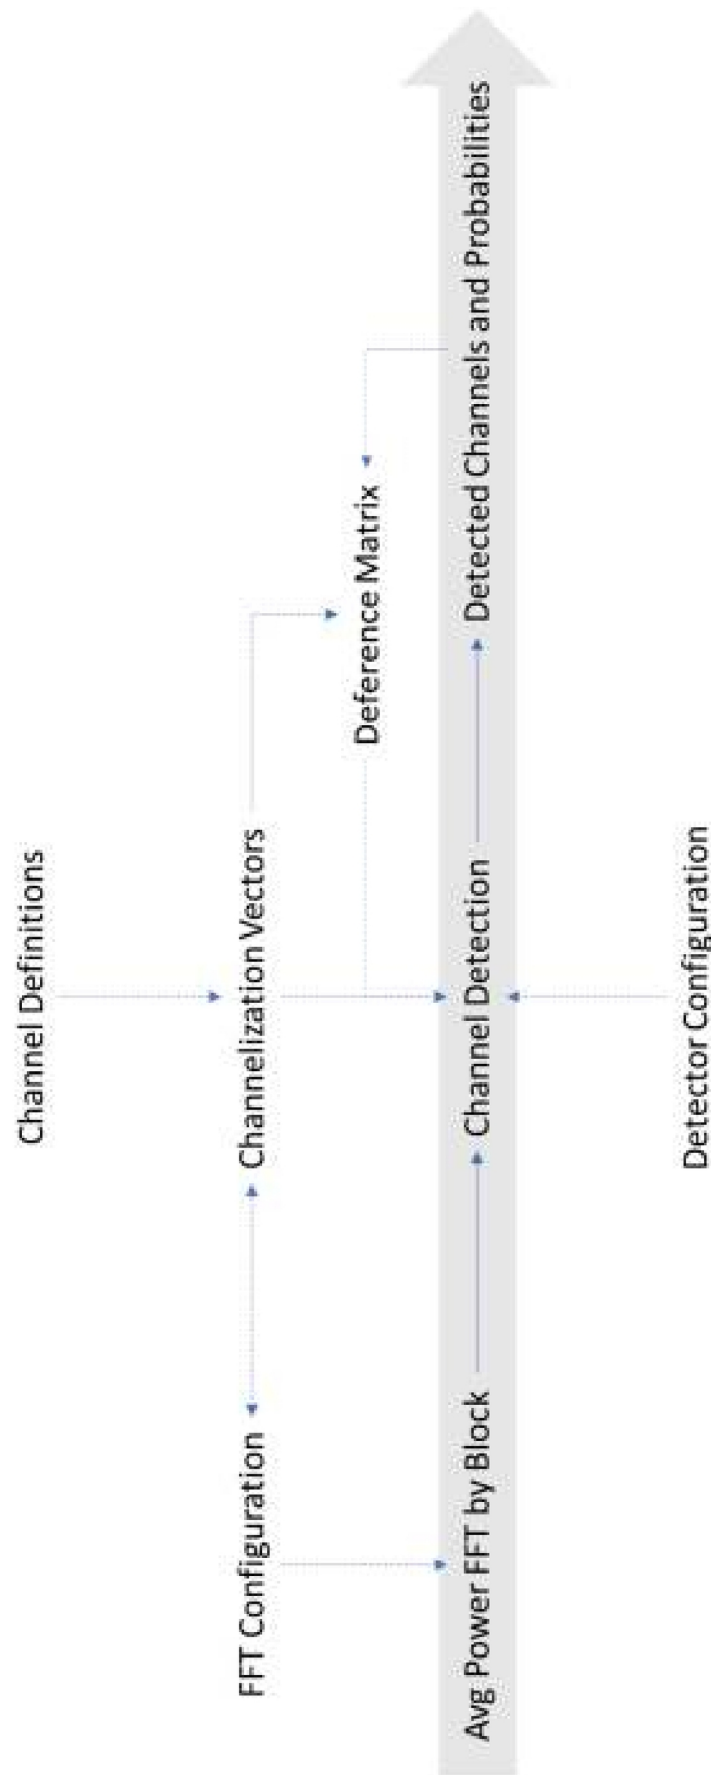 Channel Definitions
FFT Configuration
Channelization Vectors
Deference Matrix
Avg Power FFT by Block
Channel Detection
Detected Channels and Probabilities
Detector Configuration